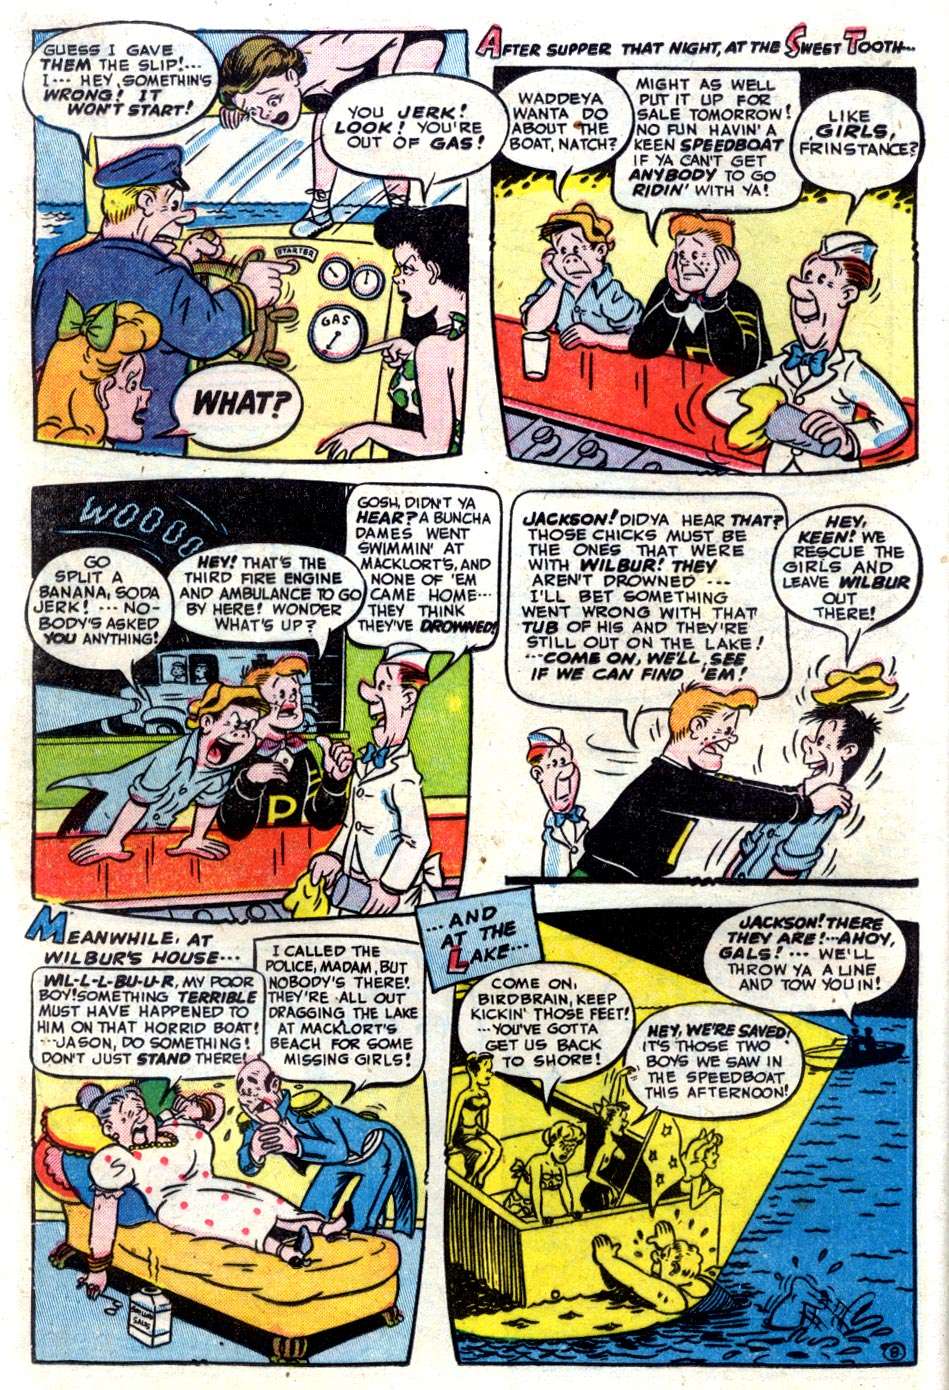 GUESS I GAVE
THEM THE SLIP!...
I... HEY, SOMETHIN'S
WRONG! IT
WON'T START!
YOU JERK!
LOOK! YOU'RE
OUT OF GAS!
STARTER
GAS
WHAT?
AFTER SUPPER THAT NIGHT, AT THE SWEET TOOTH...
WADDEYA
WANTA DO
ABOUT THE
BOAT, NATCH?
MIGHT AS WELL
PUT IT UP FOR
SALE TOMORROW!
NO FUN HAVIN' A
KEEN SPEEDBOAT
IF YA CAN'T GET
ANYBODY TO GO
RIDIN' WITH YA!
LIKE
GIRLS,
FRINSTANCE?
WOOOO
GO
SPLIT A
BANANA, SODA
JERK! ... NO-
BODY'S ASKED
YOU ANYTHING!
HEY! THAT'S THE
THIRD FIRE ENGINE
AND AMBULANCE TO GO
BY HERE! WONDER
WHAT'S UP?
GOSH, DIDN'T YA
HEAR? A BUNCHA
DAMES WENT
SWIMMIN' AT
MACKLORT'S, AND
NONE OF 'EM
CAME HOME...
THEY THINK
THEY'VE DROWNED!
P
JACKSON! DIDYA HEAR THAT?
THOSE CHICKS MUST BE
THE ONES THAT WERE
WITH WILBUR! THEY
AREN'T DROWNED ...
I'LL BET SOMETHING
WENT WRONG WITH THAT
TUB OF HIS AND THEY'RE
STILL OUT ON THE LAKE!
...COME ON, WE'LL SEE
IF WE CAN FIND 'EM!
HEY,
KEEN! WE
RESCUE THE
GIRLS AND
LEAVE WILBUR
OUT
THERE!
MEANWHILE, AT
WILBUR'S HOUSE...
WIL-L-L-BU-U-R, MY POOR
BOY! SOMETHING TERRIBLE
MUST HAVE HAPPENED TO
HIM ON THAT HORRID BOAT!
...JASON, DO SOMETHING!
DON'T JUST STAND THERE!
I CALLED THE
POLICE, MADAM, BUT
NOBODY'S THERE!
THEY'RE ALL OUT
DRAGGING THE LAKE
AT MACKLORT'S
BEACH FOR SOME
MISSING GIRLS!
SALTS
...AND
AT THE
LAKE...
COME ON,
BIRDBRAIN, KEEP
KICKIN' THOSE FEET!
...YOU'VE GOTTA
GET US BACK
TO SHORE!
HEY, WE'RE SAVED!
IT'S THOSE TWO
BOYS WE SAW IN
THE SPEEDBOAT
THIS AFTERNOON!
JACKSON! THERE
THEY ARE!...AHOY,
GALS! ... WE'LL
THROW YA A LINE
AND TOW YOU IN!
8